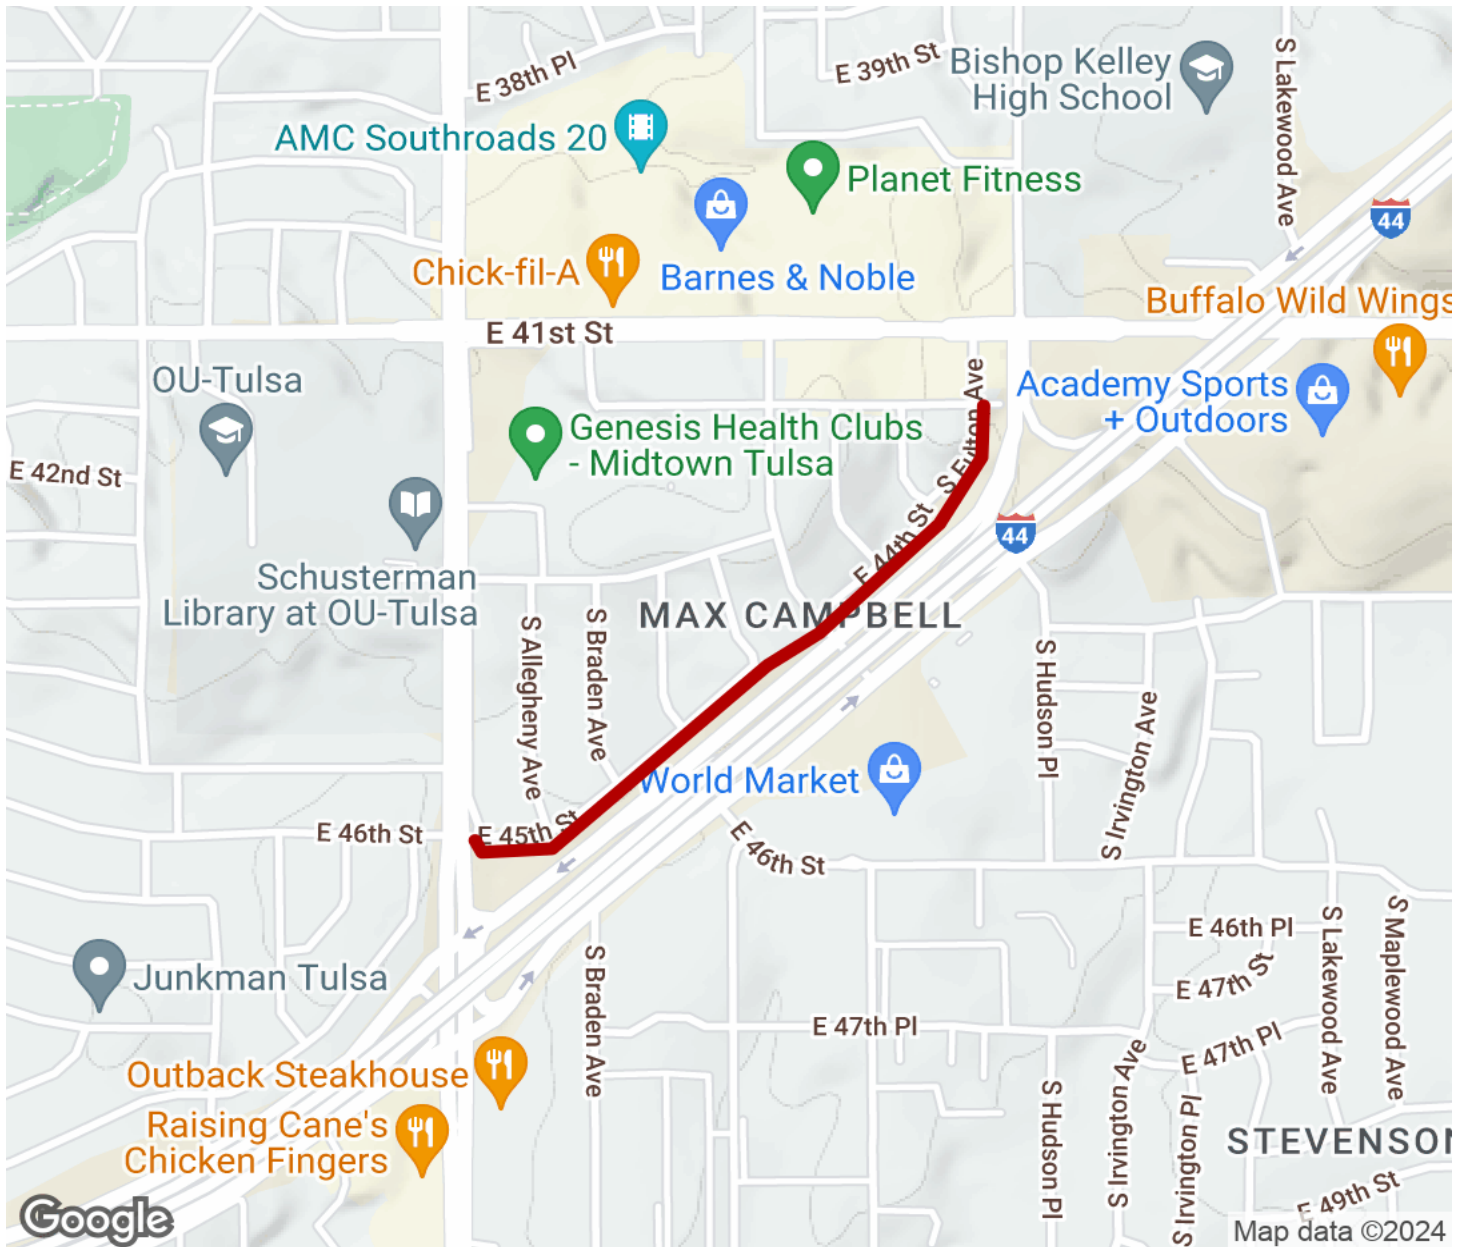 E 38th Pl
E 39th St
Bishop Kelley
High School
S Lakewood Ave
AMC Southroads 20
Planet Fitness
44
Chick-fil-A
Barnes & Noble
Buffalo Wild Wings
E 41st St
OU-Tulsa
S Fulton Ave
Academy Sports
+ Outdoors
Genesis Health Clubs
- Midtown Tulsa
E 42nd St
E 44th St
44
Schusterman
Library at OU-Tulsa
MAX CAMPBELL
S Allegheny Ave
S Braden Ave
S Hudson Pl
S Irvington Ave
World Market
E 46th St
E 45th St
E 46th St
S Lakewood Ave
S Maplewood Ave
E 46th Pl
E 47th St
Junkman Tulsa
S Braden Ave
E 47th Pl
E 47th Pl
Outback Steakhouse
S Hudson Pl
S Irvington Ave
S Irvington Pl
Raising Cane's
Chicken Fingers
STEVENSON
E 49th St
Google
Map data ©2024